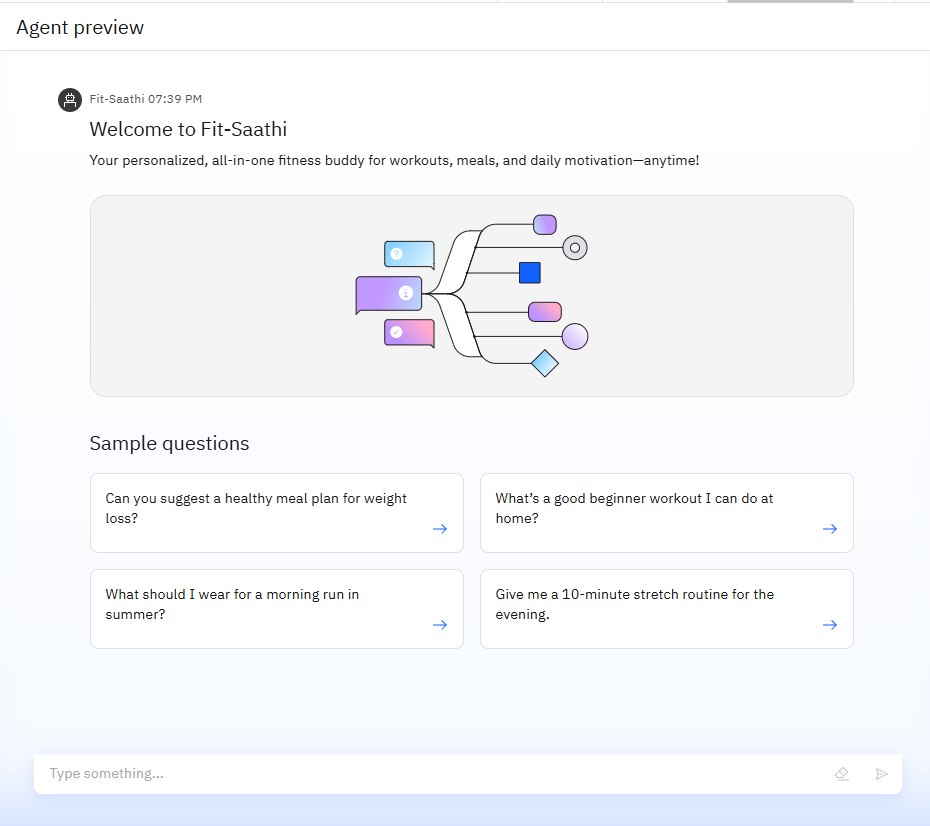 Agent preview
Fit-Saathi 07:39 PM
Welcome to Fit-Saathi
Your personalized, all-in-one fitness buddy for workouts, meals, and daily motivation—anytime!
Sample questions
Can you suggest a healthy meal plan for weight
loss?
What’s a good beginner workout I can do at
home?
What should I wear for a morning run in
summer?
Give me a 10-minute stretch routine for the
evening.
Type something...